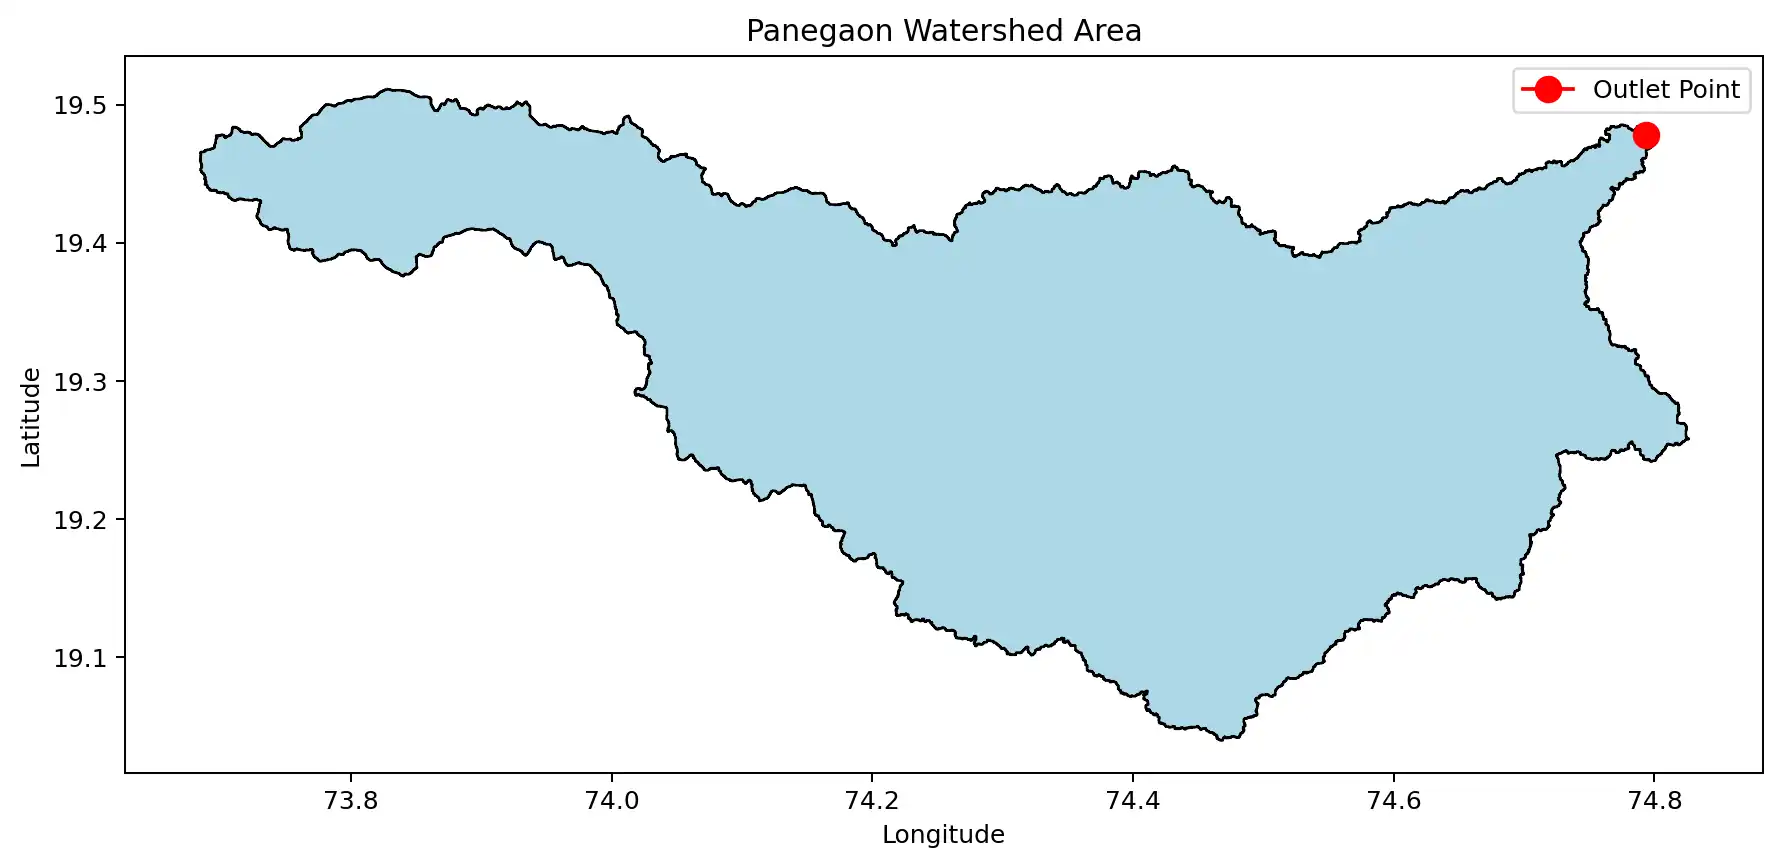 Panegaon Watershed Area
Outlet Point
19.5
19.4
19.3
19.2
19.1
Latitude
73.8 74.0 74.2 74.4 74.6 74.8
Longitude